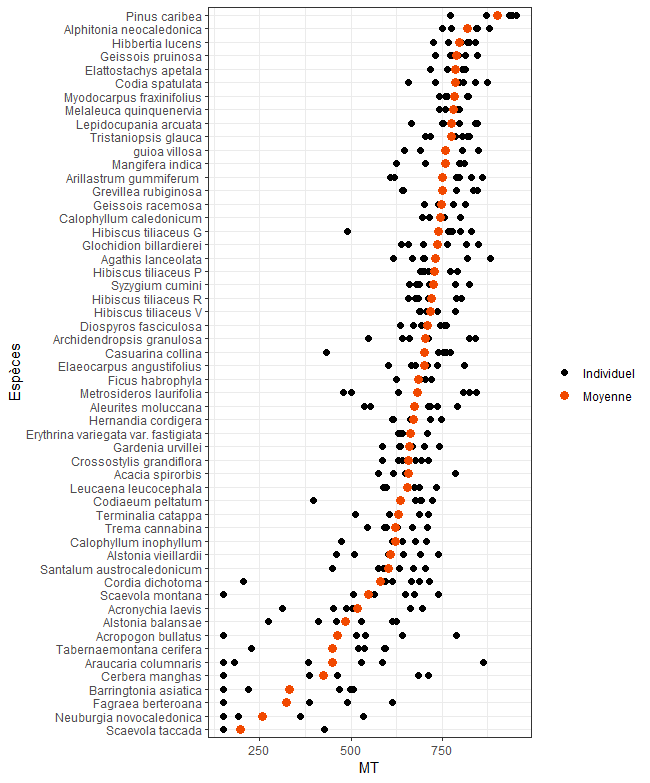 Espèces
Pinus caribea
Alphitonia neocaledonica
Hibbertia lucens
Geissois pruinosa
Elattostachys apetala
Codia spatulata
Myodocarpus fraxinifolius
Melaleuca quinquenervia
Lepidocupania arcuata
Tristaniopsis glauca
guioa villosa
Mangifera indica
Arillastrum gummiferum
Grevillea rubiginosa
Geissois racemosa
Calophyllum caledonicum
Hibiscus tiliaceus G
Glochidion billardierei
Agathis lanceolata
Hibiscus tiliaceus P
Syzygium cumini
Hibiscus tiliaceus R
Hibiscus tiliaceus V
Diospyros fasciculosa
Archidendropsis granulosa
Casuarina collina
Elaeocarpus angustifolius
Ficus habrophyla
Metrosideros laurifolia
Aleurites moluccana
Hernandia cordigera
Erythrina variegata var. fastigiata
Gardenia urvillei
Crossostylis grandiflora
Acacia spirorbis
Leucaena leucocephala
Codiaeum peltatum
Terminalia catappa
Trema cannabina
Calophyllum inophyllum
Alstonia vieillardii
Santalum austrocaledonicum
Cordia dichotoma
Scaevola montana
Acronychia laevis
Alstonia balansae
Acropogon bullatus
Tabernaemontana cerifera
Araucaria columnaris
Cerbera manghas
Barringtonia asiatica
Fagraea berteroana
Neuburgia novocaledonica
Scaevola taccada
250 500 750
MT
Individuel
Moyenne